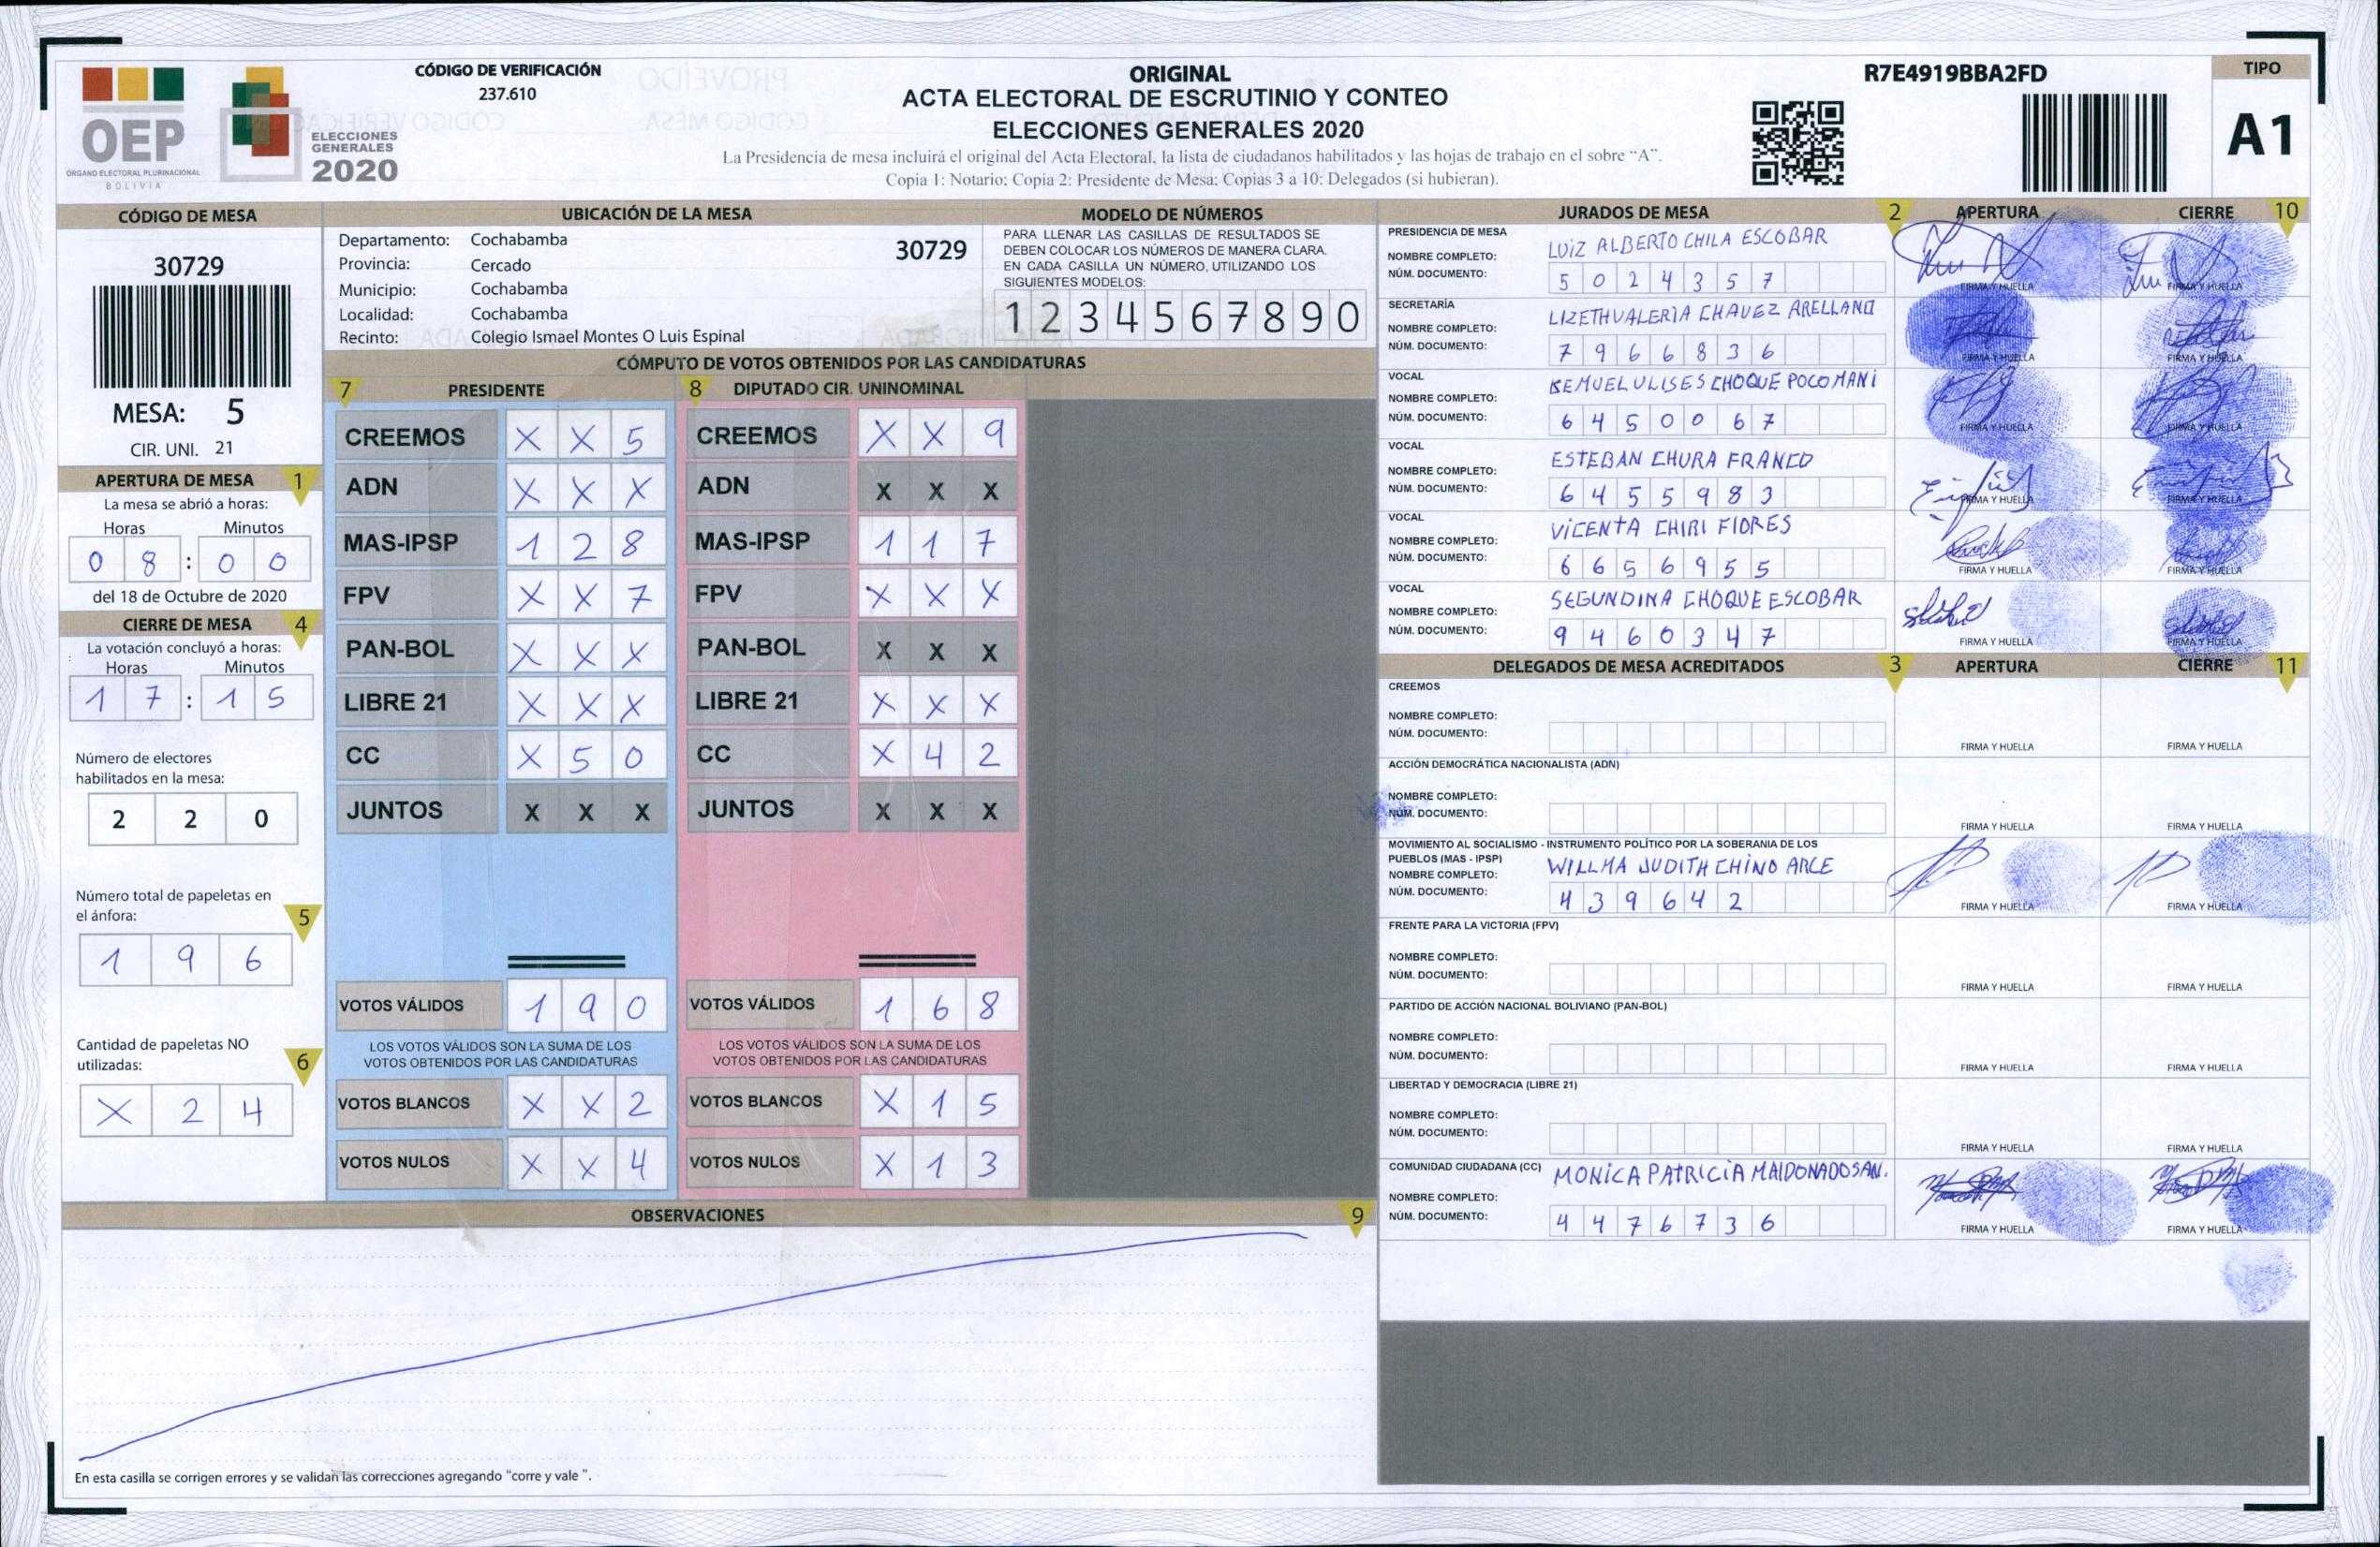 OEP
ÓRGANO ELECTORAL PLURINACIONAL
BOLIVIA
ELECCIONES
GENERALES
2020
CÓDIGO DE VERIFICACIÓN
237.610
ORIGINAL
ACTA ELECTORAL DE ESCRUTINIO Y CONTEO
ELECCIONES GENERALES 2020
La Presidencia de mesa incluirá el original del Acta Electoral, la lista de ciudadanos habilitados y las hojas de trabajo en el sobre “A”.
Copia 1: Notario; Copia 2: Presidente de Mesa; Copias 3 a 10: Delegados (si hubieran).
R7E4919BBA2FD
TIPO
A1
CÓDIGO DE MESA
30729
MESA: 5
CIR. UNI. 21
APERTURA DE MESA 1
La mesa se abrió a horas:
Horas Minutos
0 8 : 0 0
del 18 de Octubre de 2020
CIERRE DE MESA 4
La votación concluyó a horas:
Horas Minutos
1 7 : 1 5
Número de electores
habilitados en la mesa:
2 2 0
Número total de papeletas en
el ánfora: 5
1 9 6
Cantidad de papeletas NO
utilizadas: 6
X 2 4
UBICACIÓN DE LA MESA
Departamento: Cochabamba
Provincia: Cercado
Municipio: Cochabamba
Localidad: Cochabamba
Recinto: Colegio Ismael Montes O Luis Espinal
30729
MODELO DE NÚMEROS
PARA LLENAR LAS CASILLAS DE RESULTADOS SE
DEBEN COLOCAR LOS NÚMEROS DE MANERA CLARA.
EN CADA CASILLA UN NÚMERO, UTILIZANDO LOS
SIGUIENTES MODELOS:
1 2 3 4 5 6 7 8 9 0
CÓMPUTO DE VOTOS OBTENIDOS POR LAS CANDIDATURAS
7 PRESIDENTE
CREEMOS X X 5
ADN X X X
MAS-IPSP 1 2 8
FPV X X 7
PAN-BOL X X X
LIBRE 21 X X X
CC X 5 0
JUNTOS X X X
VOTOS VÁLIDOS 1 9 0
LOS VOTOS VÁLIDOS SON LA SUMA DE LOS
VOTOS OBTENIDOS POR LAS CANDIDATURAS
VOTOS BLANCOS X X 2
VOTOS NULOS X X 4
8 DIPUTADO CIR. UNINOMINAL
CREEMOS X X 9
ADN X X X
MAS-IPSP 1 1 7
FPV X X X
PAN-BOL X X X
LIBRE 21 X X X
CC X 4 2
JUNTOS X X X
VOTOS VÁLIDOS 1 6 8
LOS VOTOS VÁLIDOS SON LA SUMA DE LOS
VOTOS OBTENIDOS POR LAS CANDIDATURAS
VOTOS BLANCOS X 1 5
VOTOS NULOS X 1 3
OBSERVACIONES 9
En esta casilla se corrigen errores y se validan las correcciones agregando "corre y vale ".
JURADOS DE MESA 2 APERTURA CIERRE 10
PRESIDENCIA DE MESA
NOMBRE COMPLETO: LUIZ ALBERTO CHILA ESCOBAR
NÚM. DOCUMENTO: 5 0 2 4 3 5 7
FIRMA Y HUELLA FIRMA Y HUELLA
SECRETARÍA
NOMBRE COMPLETO: LIZETH VALERIA CHAVEZ ARELLANO
NÚM. DOCUMENTO: 7 9 6 6 8 3 6
FIRMA Y HUELLA FIRMA Y HUELLA
VOCAL
NOMBRE COMPLETO: KEMUEL ULISES CHOQUE POCOMANI
NÚM. DOCUMENTO: 6 4 5 0 0 6 7
FIRMA Y HUELLA FIRMA Y HUELLA
VOCAL
NOMBRE COMPLETO: ESTEBAN CHURA FRANCO
NÚM. DOCUMENTO: 6 4 5 5 9 8 3
FIRMA Y HUELLA FIRMA Y HUELLA
VOCAL
NOMBRE COMPLETO: VICENTA CHIRI FlORES
NÚM. DOCUMENTO: 6 6 5 6 9 5 5
FIRMA Y HUELLA FIRMA Y HUELLA
VOCAL
NOMBRE COMPLETO: SEGUNDINA CHOQUE ESCOBAR
NÚM. DOCUMENTO: 9 4 6 0 3 4 7
FIRMA Y HUELLA FIRMA Y HUELLA
DELEGADOS DE MESA ACREDITADOS 3 APERTURA CIERRE 11
CREEMOS
NOMBRE COMPLETO:
NÚM. DOCUMENTO:
FIRMA Y HUELLA FIRMA Y HUELLA
ACCIÓN DEMOCRÁTICA NACIONALISTA (ADN)
NOMBRE COMPLETO:
NÚM. DOCUMENTO:
FIRMA Y HUELLA FIRMA Y HUELLA
MOVIMIENTO AL SOCIALISMO - INSTRUMENTO POLÍTICO POR LA SOBERANIA DE LOS
PUEBLOS (MAS - IPSP)
NOMBRE COMPLETO: WILLMA JUDITH CHINO ARCE
NÚM. DOCUMENTO: 4 3 9 6 4 2
FIRMA Y HUELLA FIRMA Y HUELLA
FRENTE PARA LA VICTORIA (FPV)
NOMBRE COMPLETO:
NÚM. DOCUMENTO:
FIRMA Y HUELLA FIRMA Y HUELLA
PARTIDO DE ACCIÓN NACIONAL BOLIVIANO (PAN-BOL)
NOMBRE COMPLETO:
NÚM. DOCUMENTO:
FIRMA Y HUELLA FIRMA Y HUELLA
LIBERTAD Y DEMOCRACIA (LIBRE 21)
NOMBRE COMPLETO:
NÚM. DOCUMENTO:
FIRMA Y HUELLA FIRMA Y HUELLA
COMUNIDAD CIUDADANA (CC) MONICA PATRICIA MALDONADO SAN.
NOMBRE COMPLETO:
NÚM. DOCUMENTO: 4 4 7 6 7 3 6
FIRMA Y HUELLA FIRMA Y HUELLA